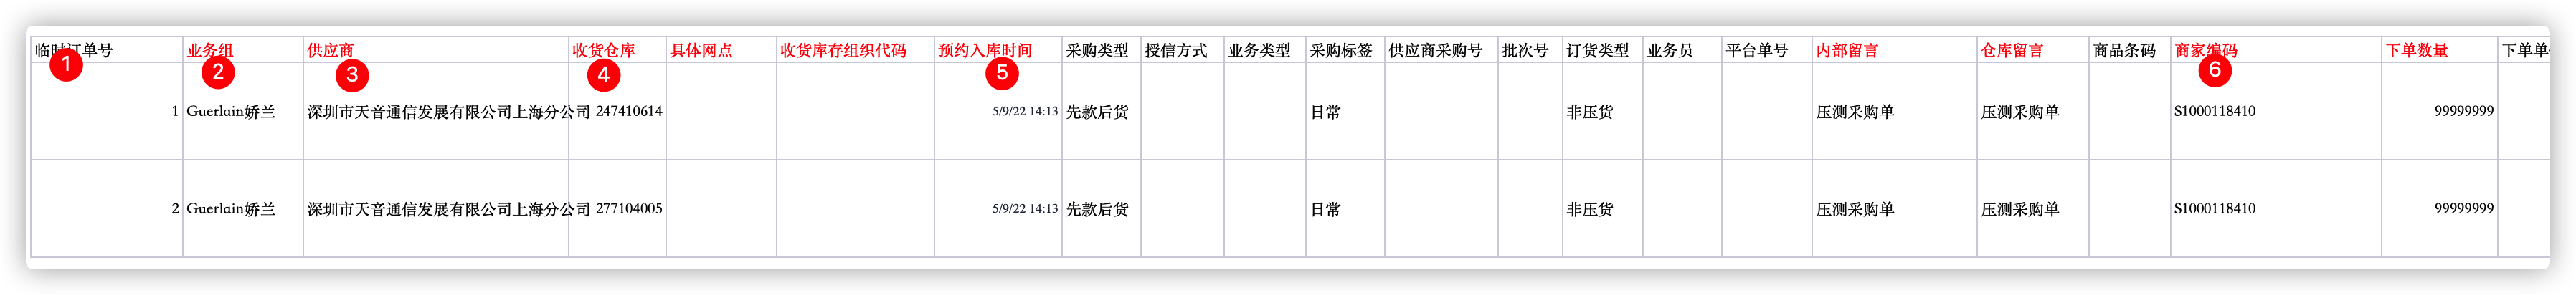 临时订单号 业务组 供应商 收货仓库 具体网点 收货库存组织代码 预约入库时间 采购类型 授信方式 业务类型 采购标签 供应商采购号 批次号 订货类型 业务员 平台单号 内部留言 仓库留言 商品条码 商家编码 下单数量 下单单
1 2 3 4 5 6
1 Guerlain娇兰 深圳市天音通信发展有限公司上海分公司 247410614 5/9/22 14:13 先款后货 日常 非压货 压测采购单 压测采购单 S1000118410 99999999
2 Guerlain娇兰 深圳市天音通信发展有限公司上海分公司 277104005 5/9/22 14:13 先款后货 日常 非压货 压测采购单 压测采购单 S1000118410 99999999